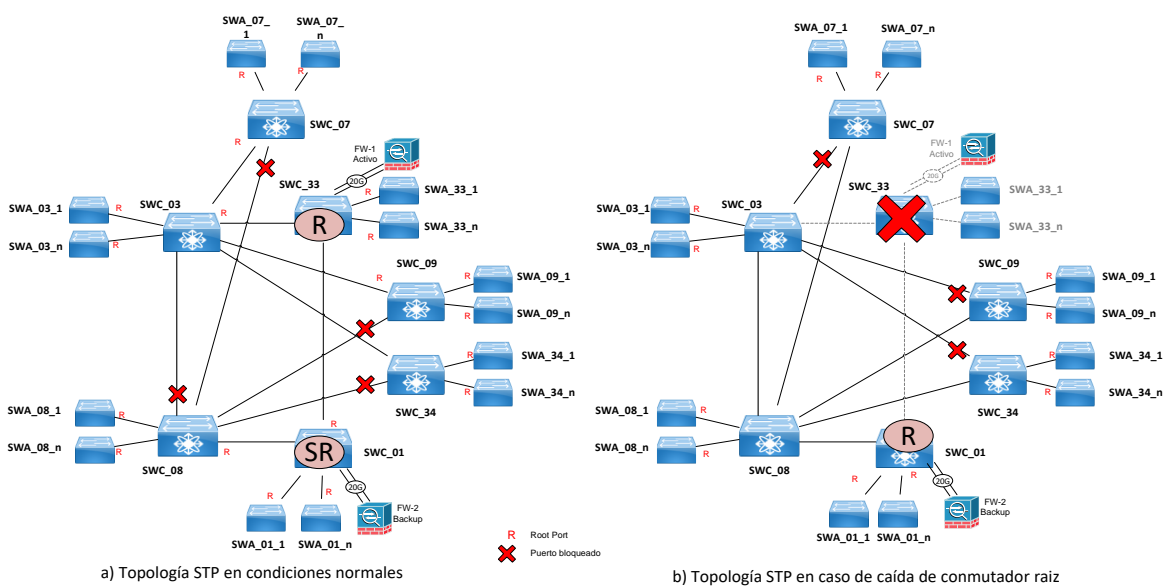 SWA_07_
1
SWA_07_
n
R
R
SWC_07
R
FW-1
Activo
20G
SWC_33
R
SWA_33_1
R
SWA_33_n
R
SWA_03_1
R
SWC_03
R
SWA_03_n
R
SWC_09
R
R
SWA_09_1
R
SWA_09_n
SWA_34_1
R
R
SWA_34_n
SWC_34
SWA_08_1
R
SWA_08_n
R
R
SWC_08
R
SR
SWC_01
20G
R
R
FW-2
Backup
SWA_01_1
SWA_01_n
R Root Port
Puerto bloqueado
a) Topología STP en condiciones normales
SWA_07_1
SWA_07_n
R
R
SWC_07
FW-1
Activo
20G
SWC_33
SWA_33_1
SWA_33_n
SWA_03_1
R
SWC_03
SWA_03_n
R
SWC_09
R
SWA_09_1
R
SWA_09_n
SWA_34_1
R
R
SWA_34_n
SWC_34
SWA_08_1
R
SWA_08_n
R
SWC_08
R
SWC_01
20G
R
R
FW-2
Backup
SWA_01_1
SWA_01_n
b) Topología STP en caso de caída de conmutador raiz